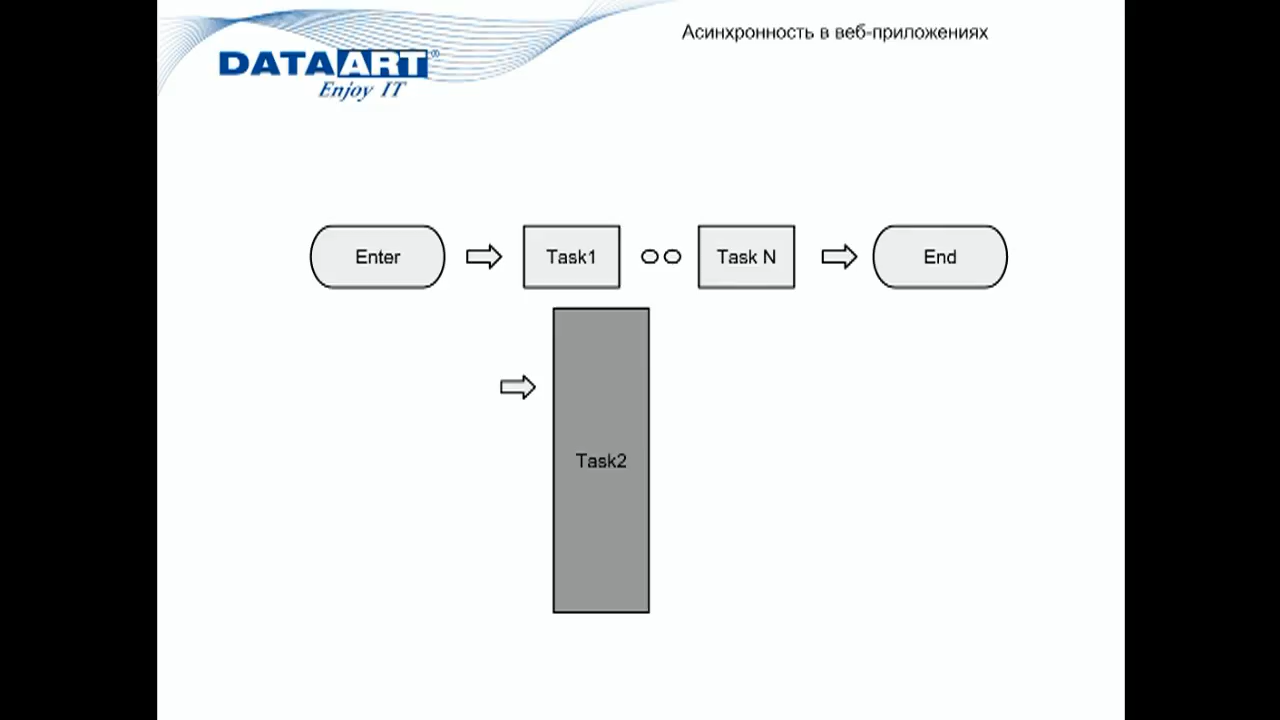 Асинхронность в веб-приложениях
DATAART®
Enjoy IT
Enter
Task1
Task N
End
Task2